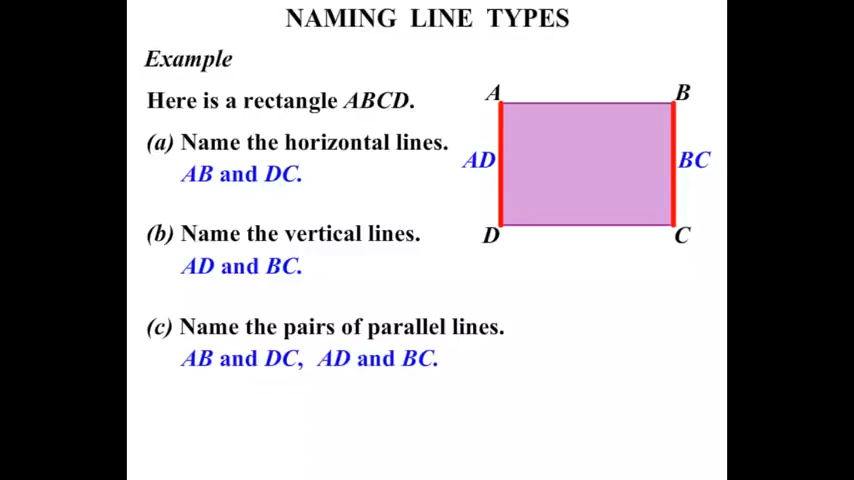 NAMING LINE TYPES
Example
Here is a rectangle ABCD.
(a) Name the horizontal lines.
AB and DC.
(b) Name the vertical lines.
AD and BC.
(c) Name the pairs of parallel lines.
AB and DC, AD and BC.
A B
AD BC
D C